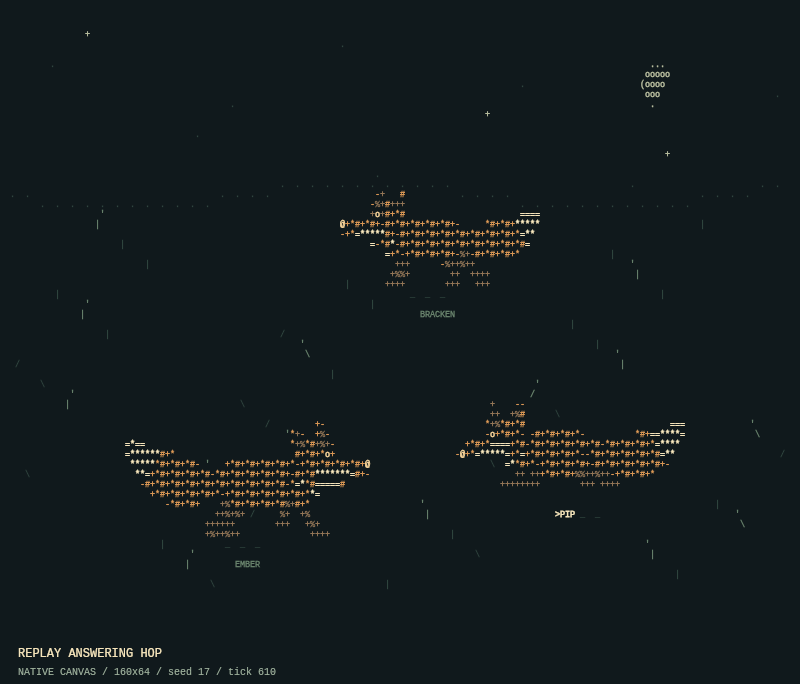 BRACKEN
>PIP
EMBER
REPLAY ANSWERING HOP
NATIVE CANVAS / 160x64 / seed 17 / tick 610